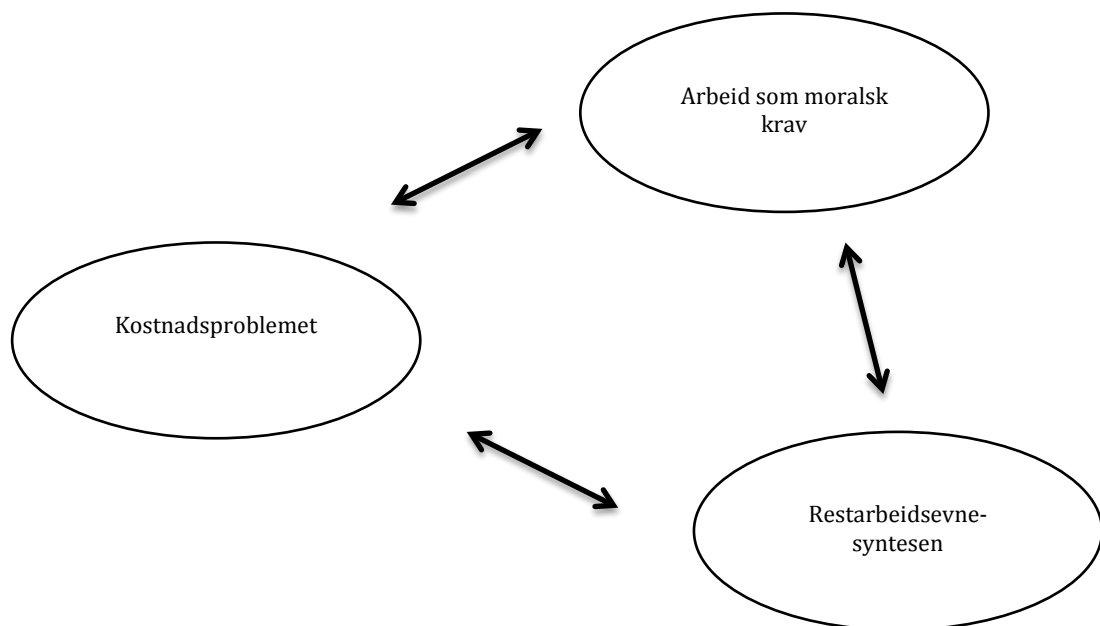 Arbeid som moralsk
krav
Kostnadsproblemet
Restarbeidsevne-
syntesen